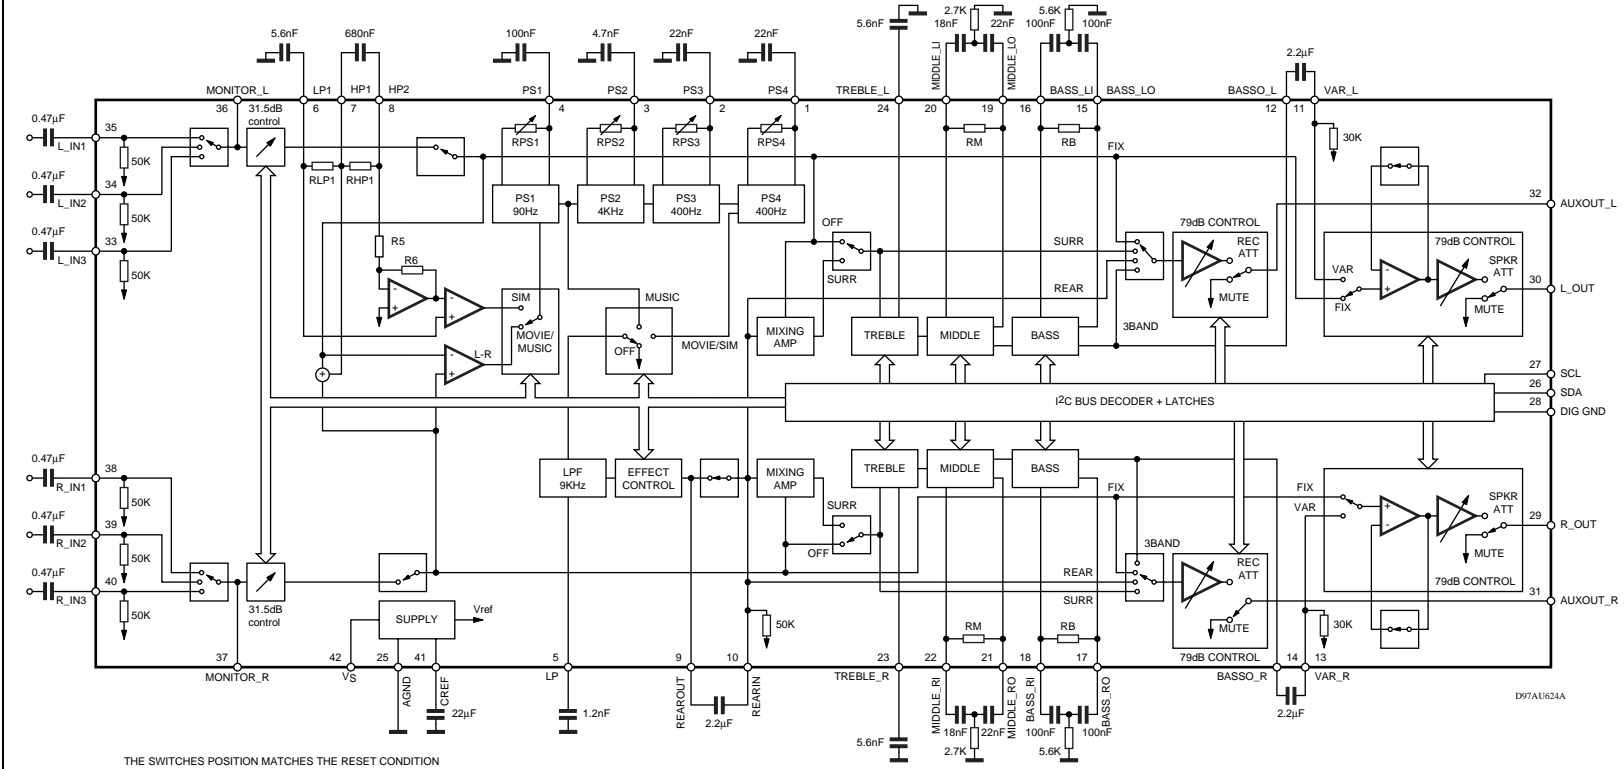 5.6nF 680nF 100nF 4.7nF 22nF 22nF 5.6nF
2.7K
18nF 22nF
5.6K
100nF 100nF
2.2μF
MIDDLE_LI MIDDLE_LO
MONITOR_L LP1 HP1 HP2 PS1 PS2 PS3 PS4 TREBLE_L BASS_LI BASS_LO BASSO_L VAR_L
36 6 7 8 4 3 2 1 24 20 19 16 15 12 11
31.5dB
control
0.47μF
L_IN1
35
50K
0.47μF
L_IN2
34
50K
0.47μF
L_IN3
33
50K
RLP1 RHP1
RPS1 RPS2 RPS3 RPS4
RM RB
FIX
30K
PS1
90Hz
PS2
4KHz
PS3
400Hz
PS4
400Hz
32
AUXOUT_L
R5
R6
-
+
-
+
SIM
MOVIE/
MUSIC
-
+
L-R
+
MUSIC
OFF
MOVIE/SIM
OFF
SURR
MIXING
AMP
TREBLE
MIDDLE
BASS
SURR
REAR
3BAND
79dB CONTROL
REC
ATT
MUTE
VAR
FIX
-
+
79dB CONTROL
SPKR
ATT
MUTE
30
L_OUT
27
SCL
26
SDA
28
DIG GND
I2C BUS DECODER + LATCHES
0.47μF
R_IN1
38
50K
0.47μF
R_IN2
39
50K
0.47μF
R_IN3
40
50K
31.5dB
control
LPF
9KHz
EFFECT
CONTROL
MIXING
AMP
SURR
OFF
TREBLE
MIDDLE
BASS
FIX
3BAND
REAR
SURR
REC
ATT
MUTE
79dB CONTROL
FIX
VAR
+
-
SPKR
ATT
MUTE
79dB CONTROL
29
R_OUT
31
AUXOUT_R
SUPPLY
Vref
50K
RM RB
30K
37 42 25 41 5 9 10 23 22 21 18 17 14 13
MONITOR_R VS AGND CREF LP REAROUT REARIN TREBLE_R MIDDLE_RI MIDDLE_RO BASS_RI BASS_RO BASSO_R VAR_R
22μF
1.2nF
2.2μF
5.6nF
18nF 22nF
2.7K
100nF 100nF
5.6K
2.2μF
D97AU624A
THE SWITCHES POSITION MATCHES THE RESET CONDITION